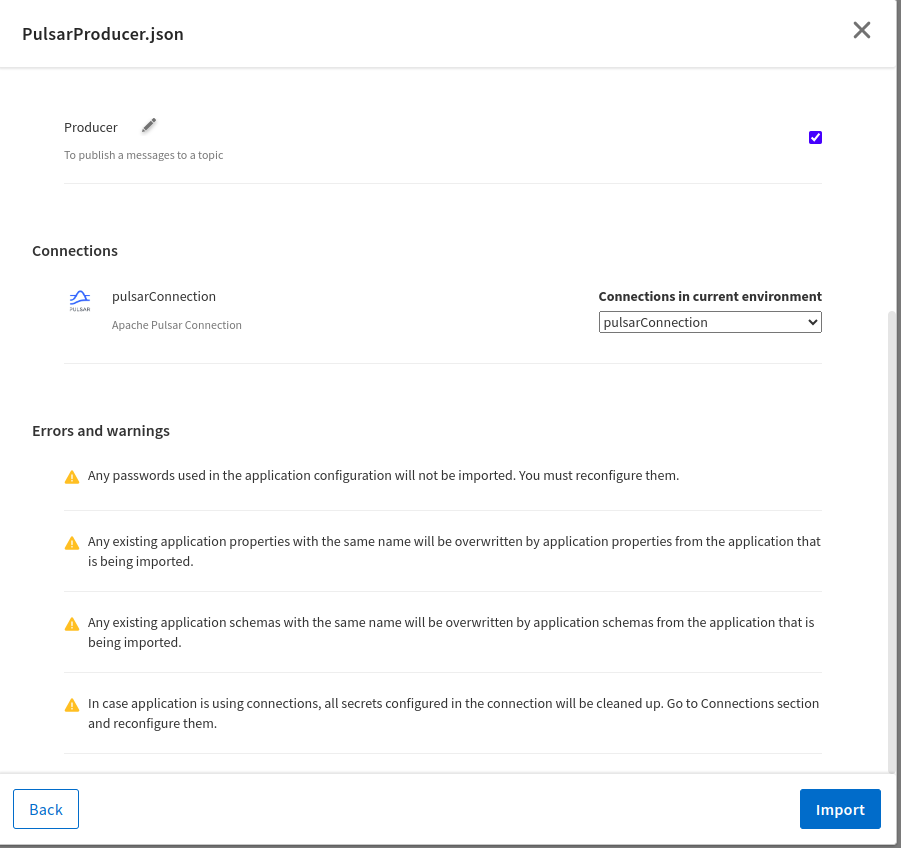 PulsarProducer.json
Producer
To publish a messages to a topic
Connections
pulsarConnection
Connections in current environment
PULSAR
Apache Pulsar Connection
pulsarConnection
Errors and warnings
Any passwords used in the application configuration will not be imported. You must reconfigure them.
Any existing application properties with the same name will be overwritten by application properties from the application that
is being imported.
Any existing application schemas with the same name will be overwritten by application schemas from the application that is
being imported.
In case application is using connections, all secrets configured in the connection will be cleaned up. Go to Connections section
and reconfigure them.
Back
Import